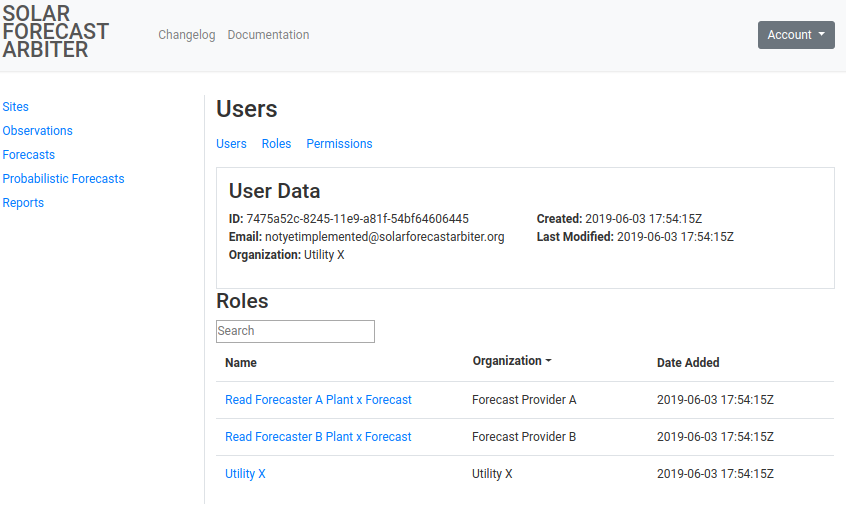 SOLAR
FORECAST
ARBITER
Changelog Documentation
Account
Sites
Observations
Forecasts
Probabilistic Forecasts
Reports
Users
Users Roles Permissions
User Data
ID: 7475a52c-8245-11e9-a81f-54bf64606445 Created: 2019-06-03 17:54:15Z
Email: notyetimplemented@solarforecastarbiter.org Last Modified: 2019-06-03 17:54:15Z
Organization: Utility X
Roles
Search
Name Organization Date Added
Read Forecaster A Plant x Forecast Forecast Provider A 2019-06-03 17:54:15Z
Read Forecaster B Plant x Forecast Forecast Provider B 2019-06-03 17:54:15Z
Utility X Utility X 2019-06-03 17:54:15Z